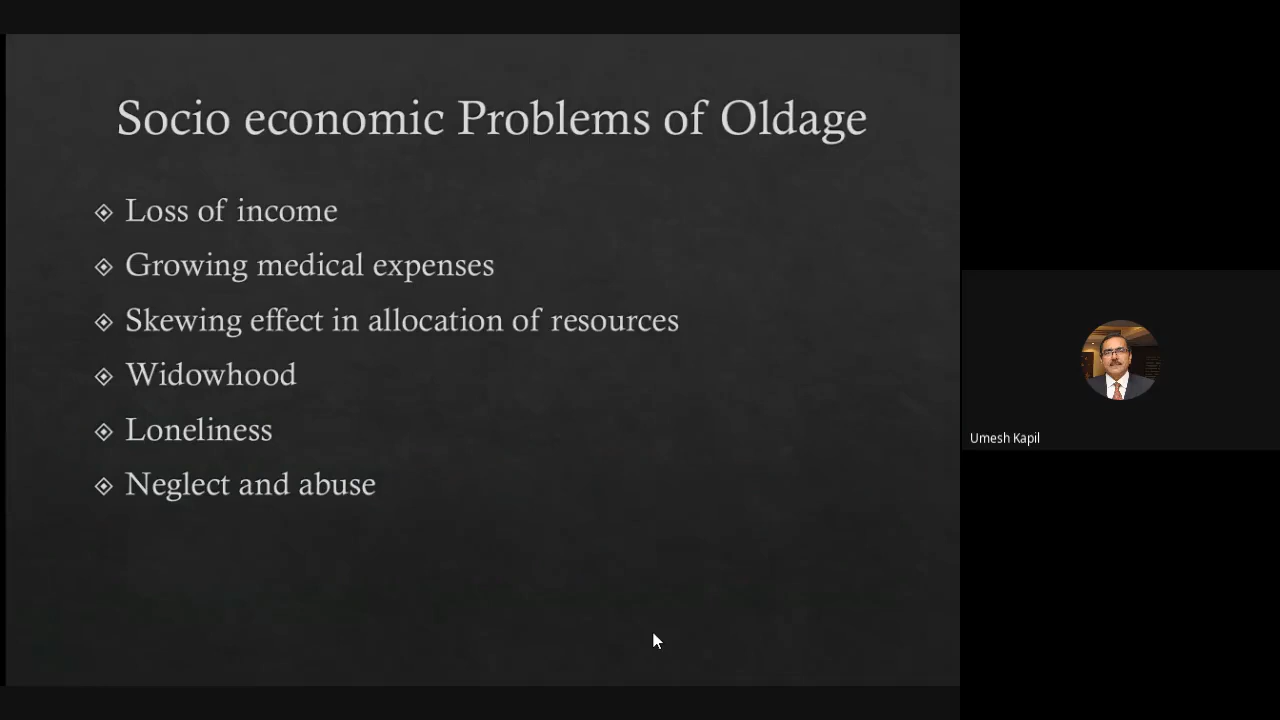 Socio economic Problems of Oldage
Loss of income
Growing medical expenses
Skewing effect in allocation of resources
Widowhood
Loneliness
Neglect and abuse
Umesh Kapil